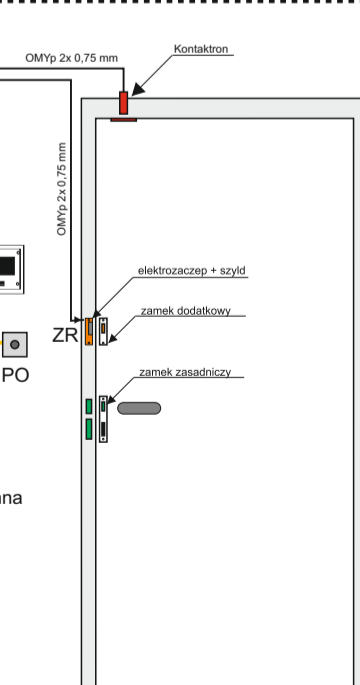 Kontaktron
OMYp 2x 0,75 mm
OMYp 2x 0,75 mm
elektrozaczep + szyld
zamek dodatkowy
ZR
PO
zamek zasadniczy
na